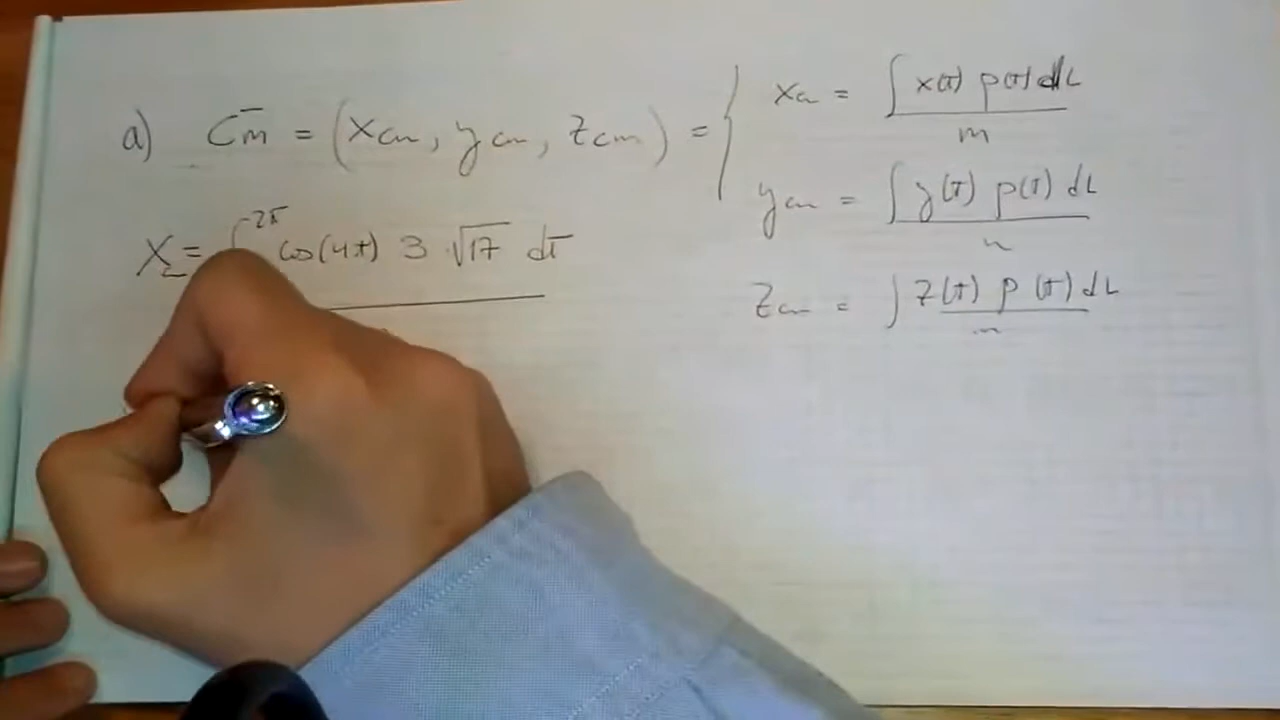 a) C̄m = (Xcm, ycm, Zcm) = {
Xcm = ∫ x(t) ρ(t) dL / m
ycm = ∫ y(t) ρ(t) dL / m
Zcm = ∫ z(t) ρ(t) dL / m
X = ∫ 2π cos(4t) 3 √17 dt